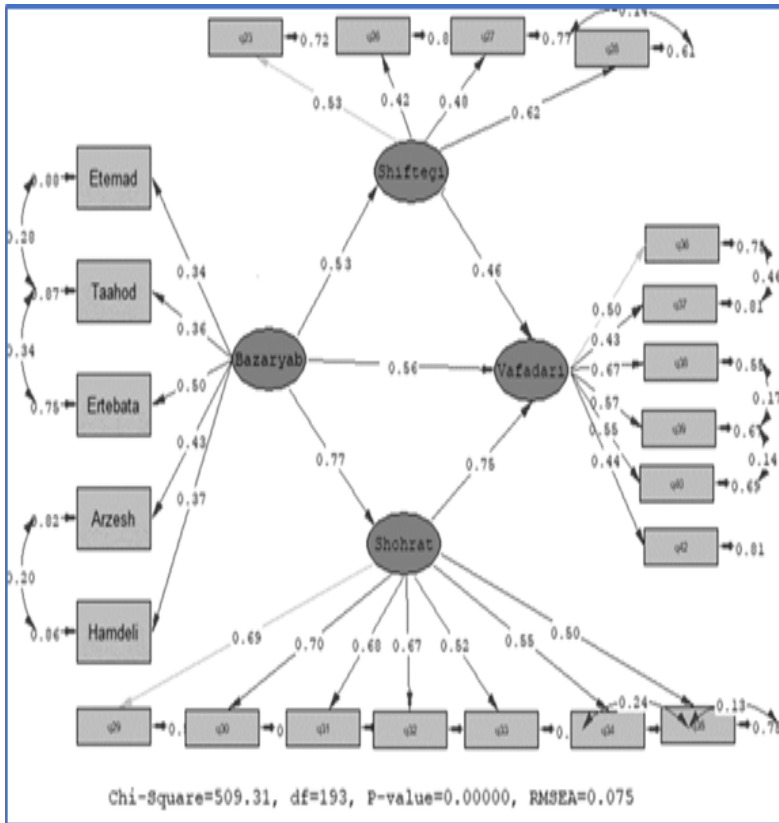 0.14
q25 0.72 q26 0.8 q27 0.77 q28 0.61
0.53 0.42 0.48 0.62
Shiftegi
0.88 Etemad
0.28
0.87 Taahod
0.34
0.75 Ertebata
0.82 Arzesh
0.20
0.86 Hamdeli
0.34
0.36
0.50
0.43
0.37
Bazaryab
0.53
0.46
0.56
0.77
0.75
Vafadari
0.50 q36 0.75
0.46
0.43 q37 0.81
0.67 q38
0.17
0.57 q39 0.67
0.14
0.55 q40 0.69
0.44 q42 0.81
Shohrat
0.69 0.70 0.68 0.67 0.52 0.55 0.50
0.24 0.13
q29 q30 q31 q32 q33 q34
Chi-Square=509.31, df=193, P-value=0.00000, RMSEA=0.075